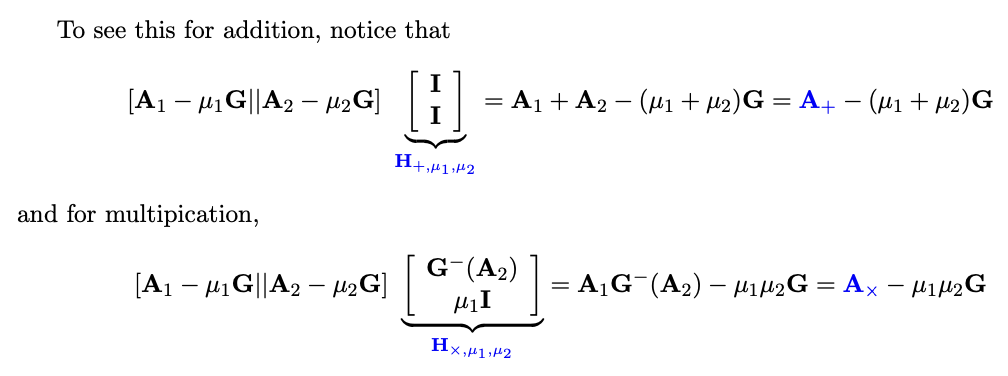 To see this for addition, notice that
[A₁ − μ₁G||A₂ − μ₂G] [ I I ] = A₁ + A₂ − (μ₁ + μ₂)G = A₊ − (μ₁ + μ₂)G
H₊,μ₁,μ₂
and for multipication,
[A₁ − μ₁G||A₂ − μ₂G] [ G⁻(A₂) μ₁I ] = A₁G⁻(A₂) − μ₁μ₂G = A× − μ₁μ₂G
H×,μ₁,μ₂